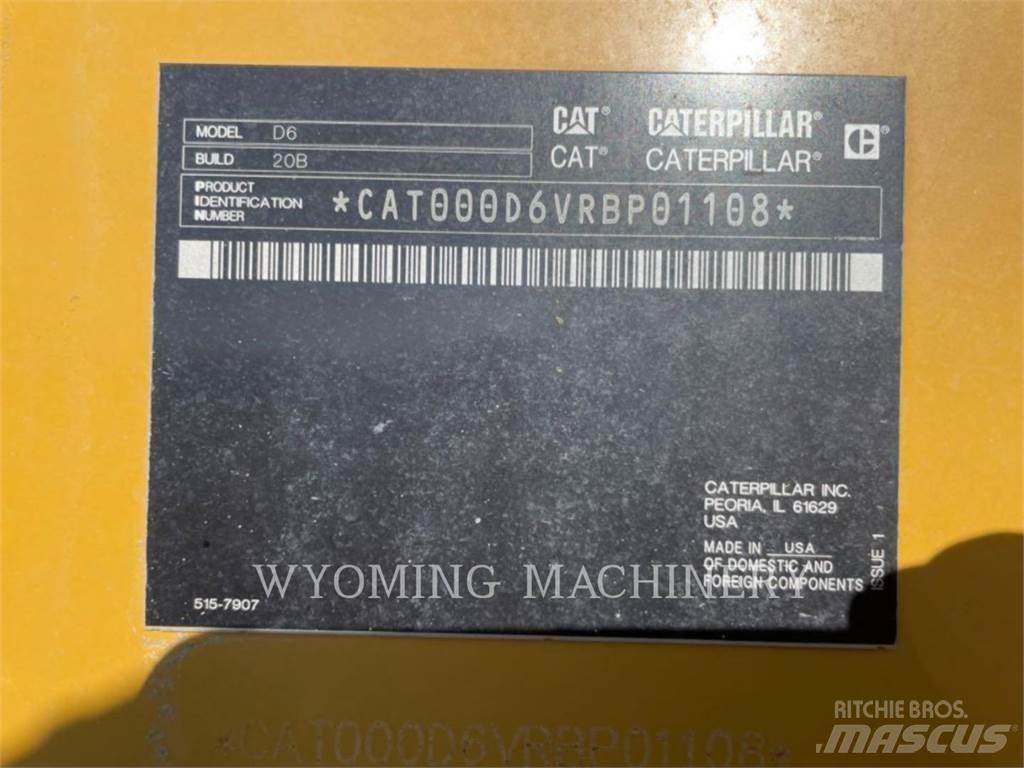 MODEL D6
BUILD 20B
CAT® CATERPILLAR®
CAT® CATERPILLAR®
PRODUCT
IDENTIFICATION
NUMBER
*CAT000D6VRBP01108*
CATERPILLAR INC.
PEORIA, IL 61629
USA
MADE IN USA
OF DOMESTIC AND
FOREIGN COMPONENTS
ISSUE 1
515-7907
WYOMING MACHINERY
*CAT000D6VRBP01108*
RITCHIE BROS.
MASCUS